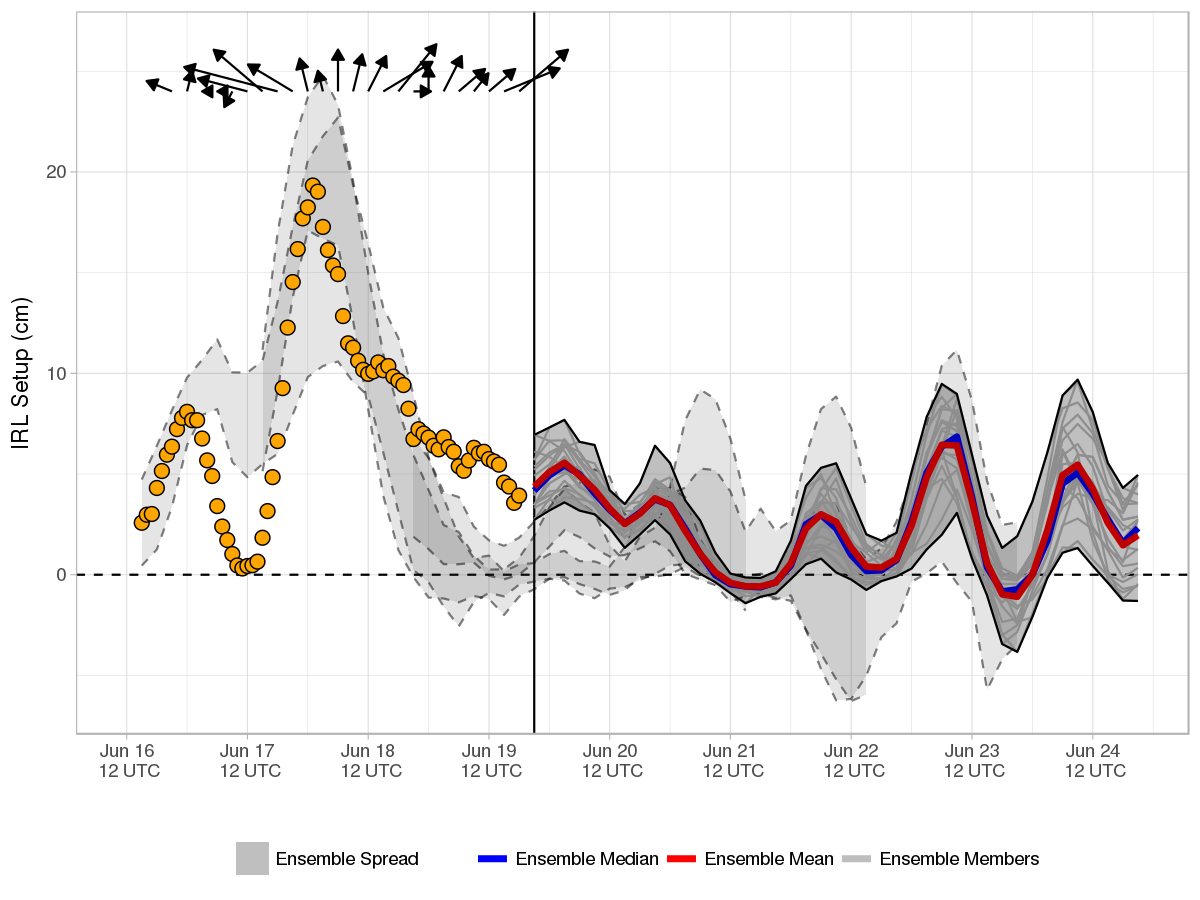 IRL Setup (cm)
20
10
0
Jun 16 Jun 17 Jun 18 Jun 19 Jun 20 Jun 21 Jun 22 Jun 23 Jun 24
12 UTC 12 UTC 12 UTC 12 UTC 12 UTC 12 UTC 12 UTC 12 UTC 12 UTC
Ensemble Spread Ensemble Median Ensemble Mean Ensemble Members